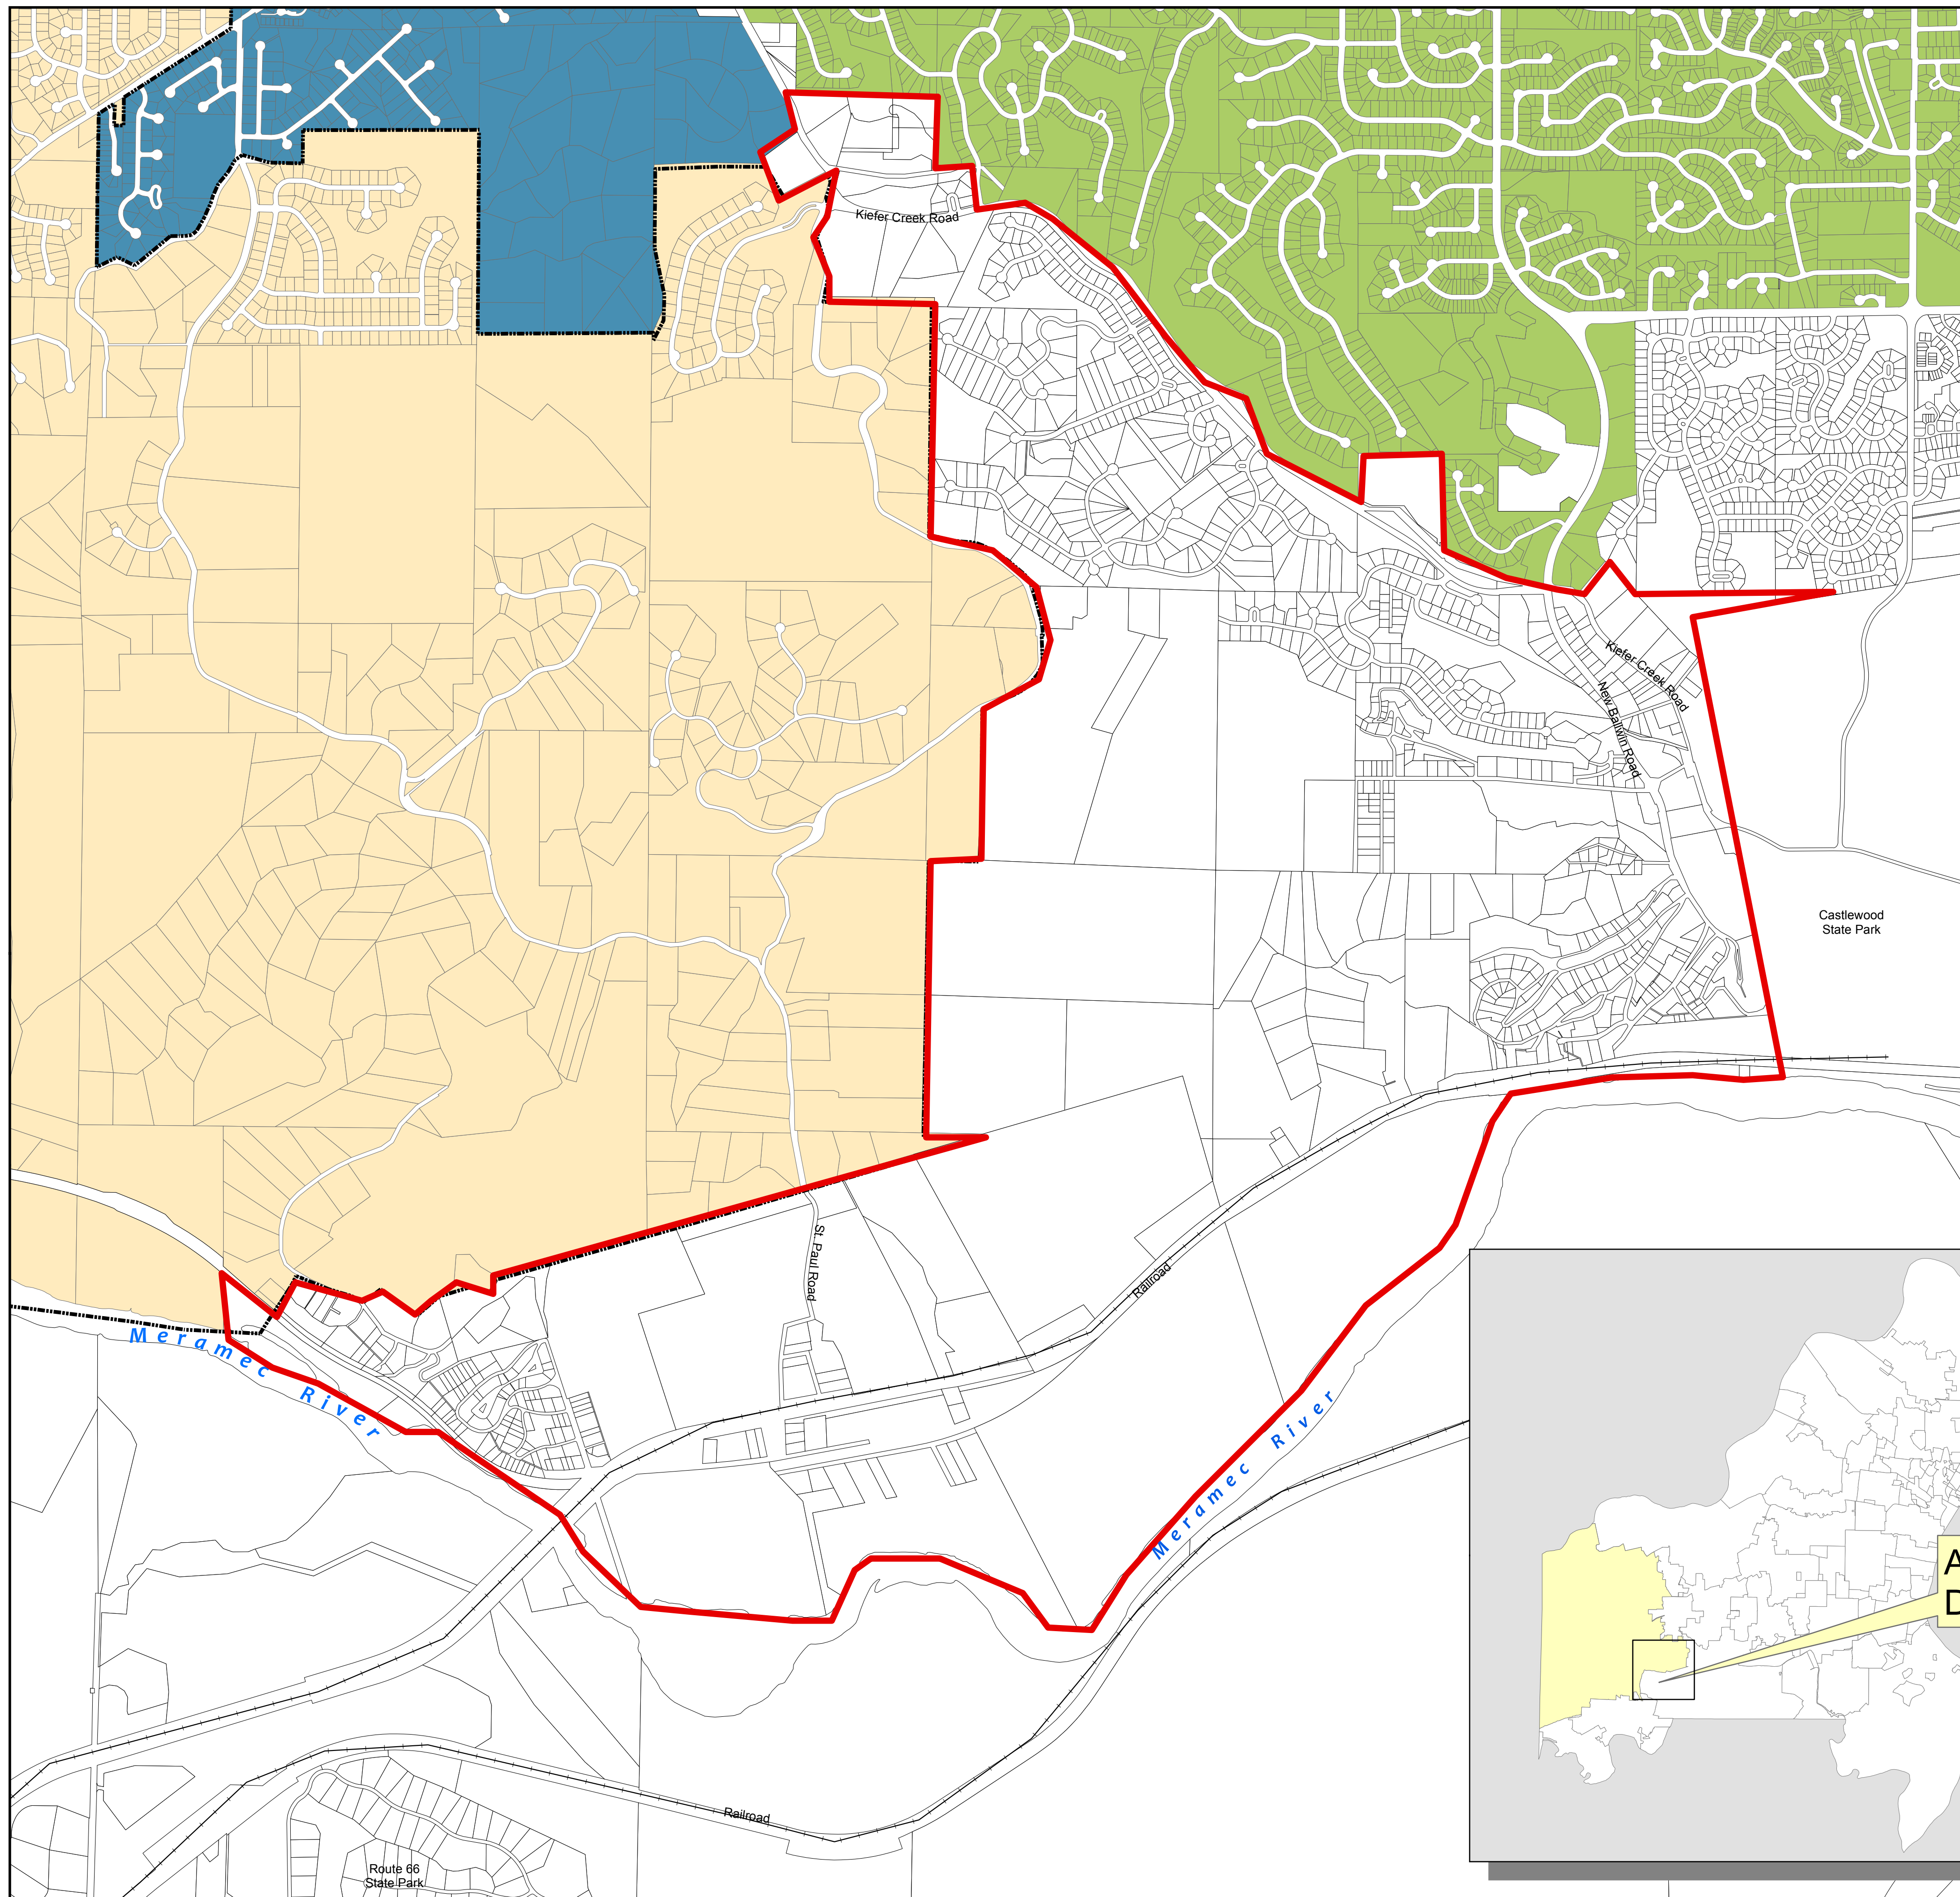 Kiefer Creek Road
Kiefer Creek Road
New Ballwin Road
Castlewood
State Park
St. Paul Road
Railroad
Meramec River
Meramec River
A
D
Railroad
Route 66
State Park